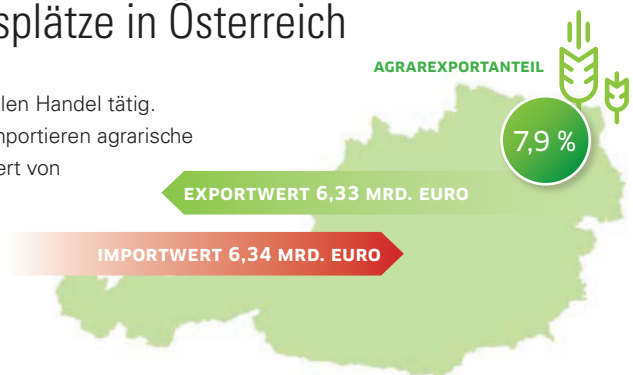 splätze in Österreich
AGRAREXPORTANTEIL
7,9 %
len Handel tätig.
mportieren agrarische
ert von
EXPORTWERT 6,33 MRD. EURO
IMPORTWERT 6,34 MRD. EURO